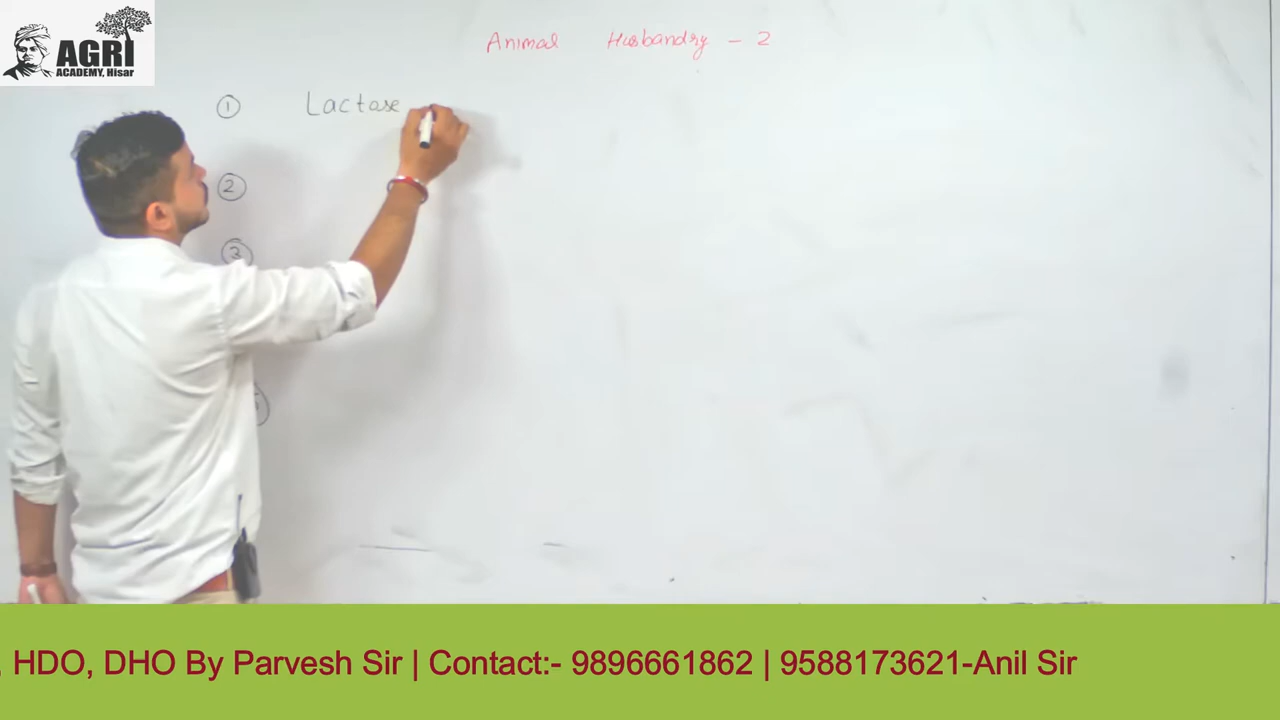 AGRI
ACADEMY, Hisar
Animal Husbandry - 2
① Lactose
②
③
HDO, DHO By Parvesh Sir | Contact:- 9896661862 | 9588173621-Anil Sir